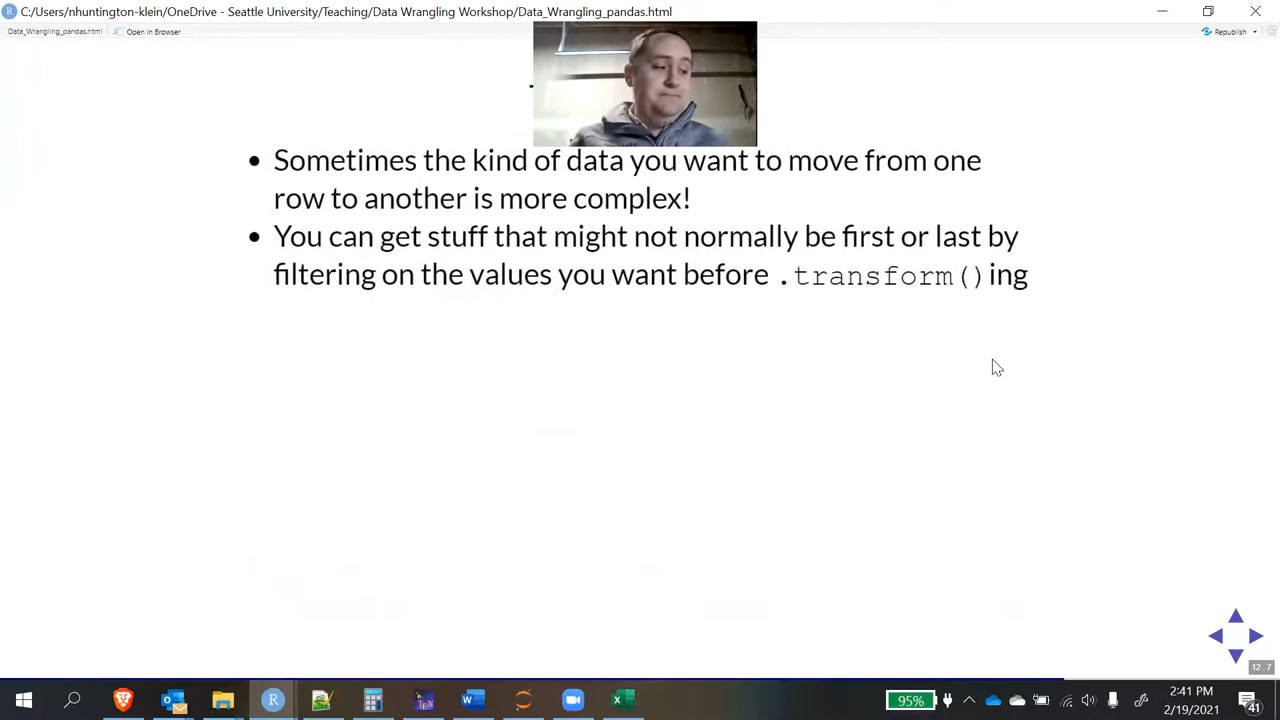 C:/Users/nhuntington-klein/OneDrive - Seattle University/Teaching/Data Wrangling Workshop/Data_Wrangling_pandas.html
Data_Wrangling_pandas.html Open in Browser Republish
• Sometimes the kind of data you want to move from one
row to another is more complex!
• You can get stuff that might not normally be first or last by
filtering on the values you want before .transform()ing
12.7
95%
2:41 PM
2/19/2021
41